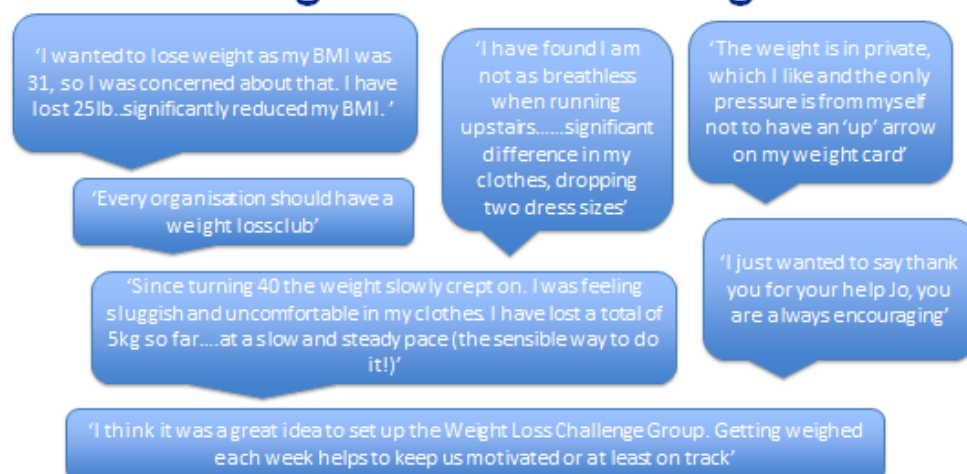 ‘I wanted to lose weight as my BMI was
31, so I was concerned about that. I have
lost 25lb..significantly reduced my BMI. ’
‘I have found I am
not as breathless
when running
upstairs......significant
difference in my
clothes, dropping
two dress sizes’
‘The weight is in private,
which I like and the only
pressure is from myself
not to have an ‘up’ arrow
on my weight card’
‘Every organisation should have a
weight loss club’
‘I just wanted to say thank
you for your help Jo, you
are always encouraging’
‘Since turning 40 the weight slowly crept on. I was feeling
sluggish and uncomfortable in my clothes. I have lost a total of
5kg so far....at a slow and steady pace (the sensible way to do
it!)’
‘I think it was a great idea to set up the Weight Loss Challenge Group. Getting weighed
each week helps to keep us motivated or at least on track’